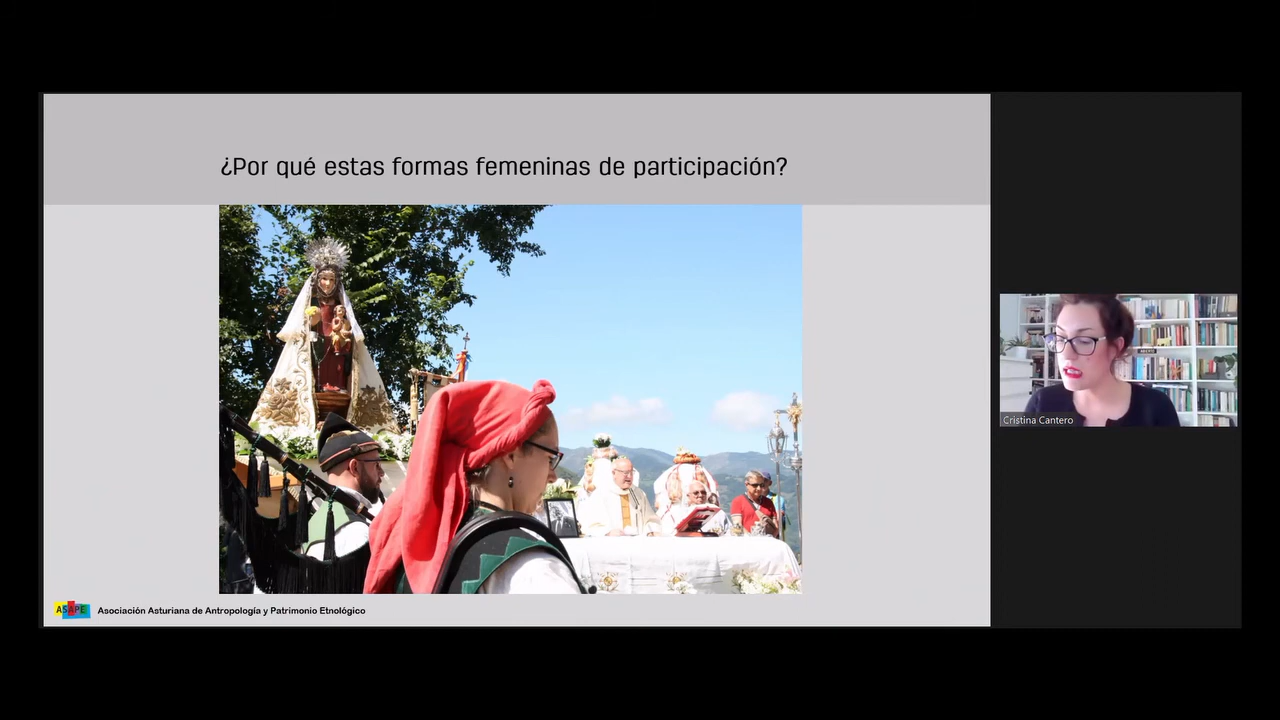 ¿Por qué estas formas femeninas de participación?
Cristina Cantero
ASAPE
Asociación Asturiana de Antropología y Patrimonio Etnológico